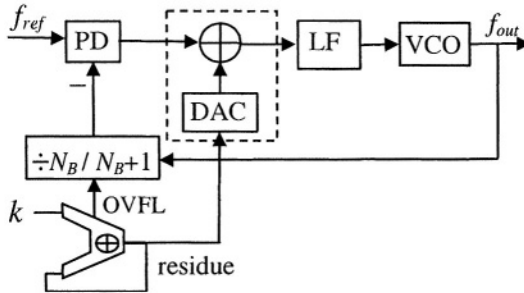 f_ref
PD
LF
VCO
f_out
−
DAC
÷N_B / N_B+1
OVFL
k
residue